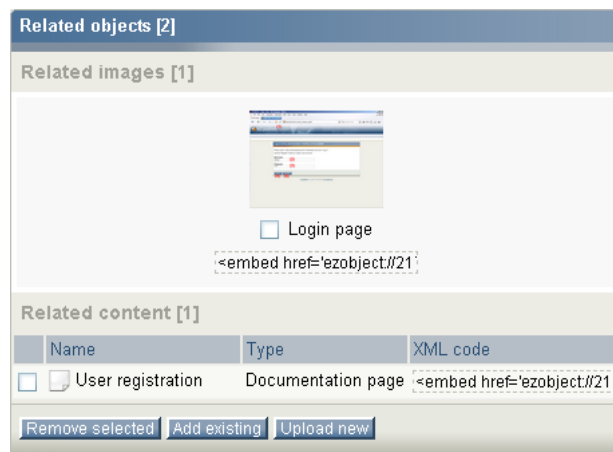 Related objects [2]
Related images [1]
Login page
<embed href='ezobject://21
Related content [1]
Name Type XML code
User registration Documentation page <embed href='ezobject://21
Remove selected Add existing Upload new